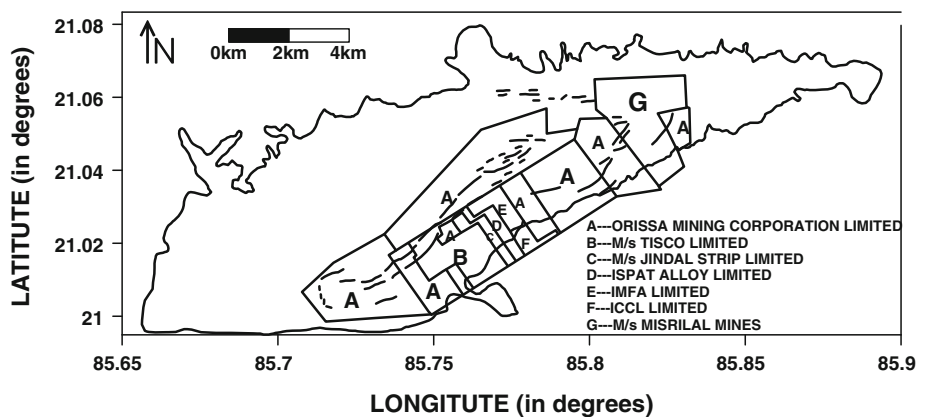 21.08
21.06
21.04
21.02
21
LATITUTE (in degrees)
N
0km 2km 4km
G
A
A
A
A
A
E
D
C
F
A
B
A
A
A---ORISSA MINING CORPORATION LIMITED
B---M/s TISCO LIMITED
C---M/s JINDAL STRIP LIMITED
D---ISPAT ALLOY LIMITED
E---IMFA LIMITED
F---ICCL LIMITED
G---M/s MISRILAL MINES
85.65 85.7 85.75 85.8 85.85 85.9
LONGITUTE (in degrees)